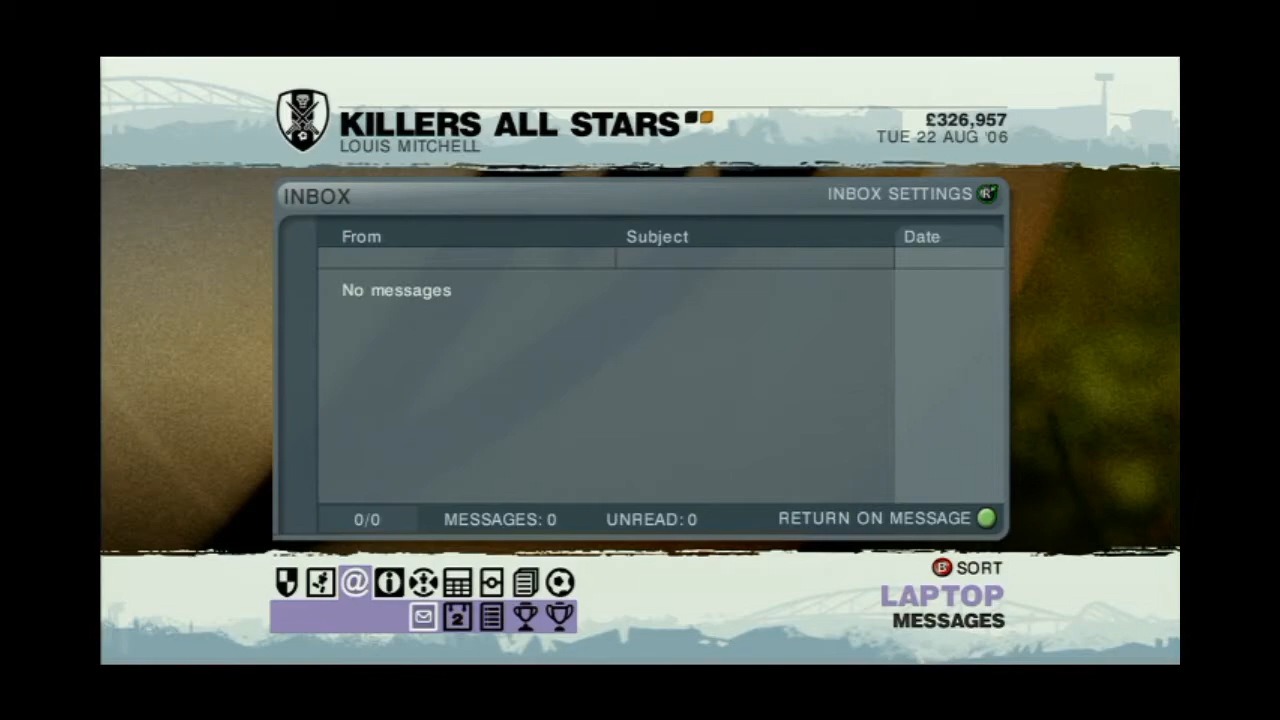 KILLERS ALL STARS
LOUIS MITCHELL
£326,957
TUE 22 AUG '06
INBOX
INBOX SETTINGS R
From Subject Date
No messages
0/0 MESSAGES: 0 UNREAD: 0 RETURN ON MESSAGE
B SORT
LAPTOP
MESSAGES
@
i
2